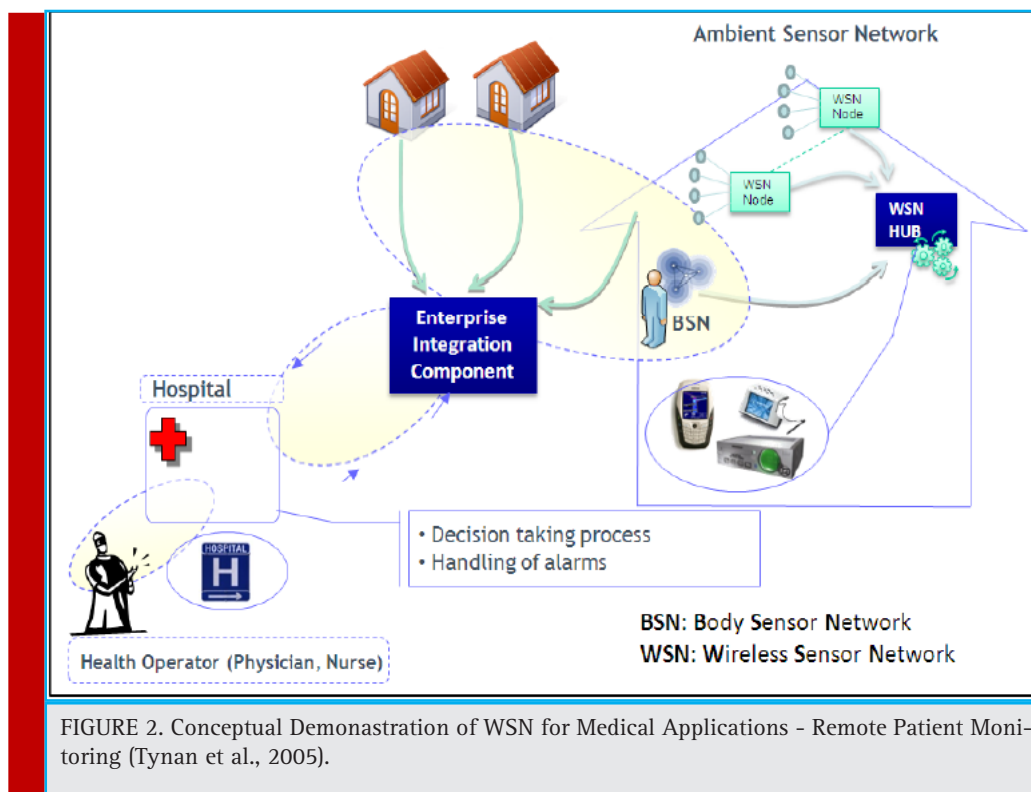 Ambient Sensor Network
WSN
Node
WSN
Node
WSN
HUB
BSN
Enterprise
Integration
Component
Hospital
HOSPITAL
H
• Decision taking process
• Handling of alarms
BSN: Body Sensor Network
WSN: Wireless Sensor Network
Health Operator (Physician, Nurse)
FIGURE 2. Conceptual Demonastration of WSN for Medical Applications - Remote Patient Moni-
toring (Tynan et al., 2005).